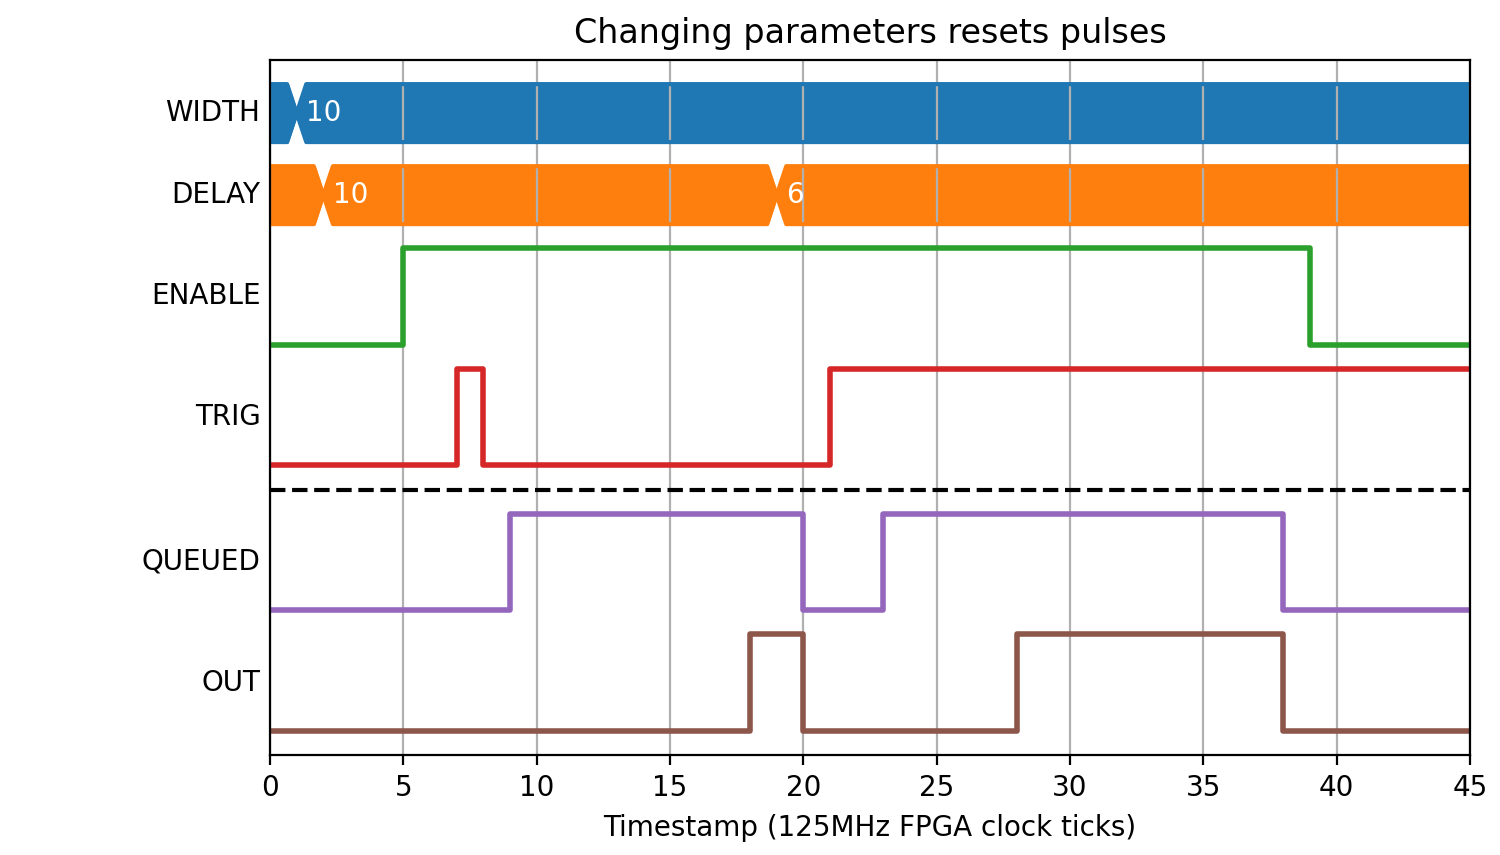 Changing parameters resets pulses
WIDTH 10
DELAY 10 6
ENABLE
TRIG
QUEUED
OUT
0 5 10 15 20 25 30 35 40 45
Timestamp (125MHz FPGA clock ticks)